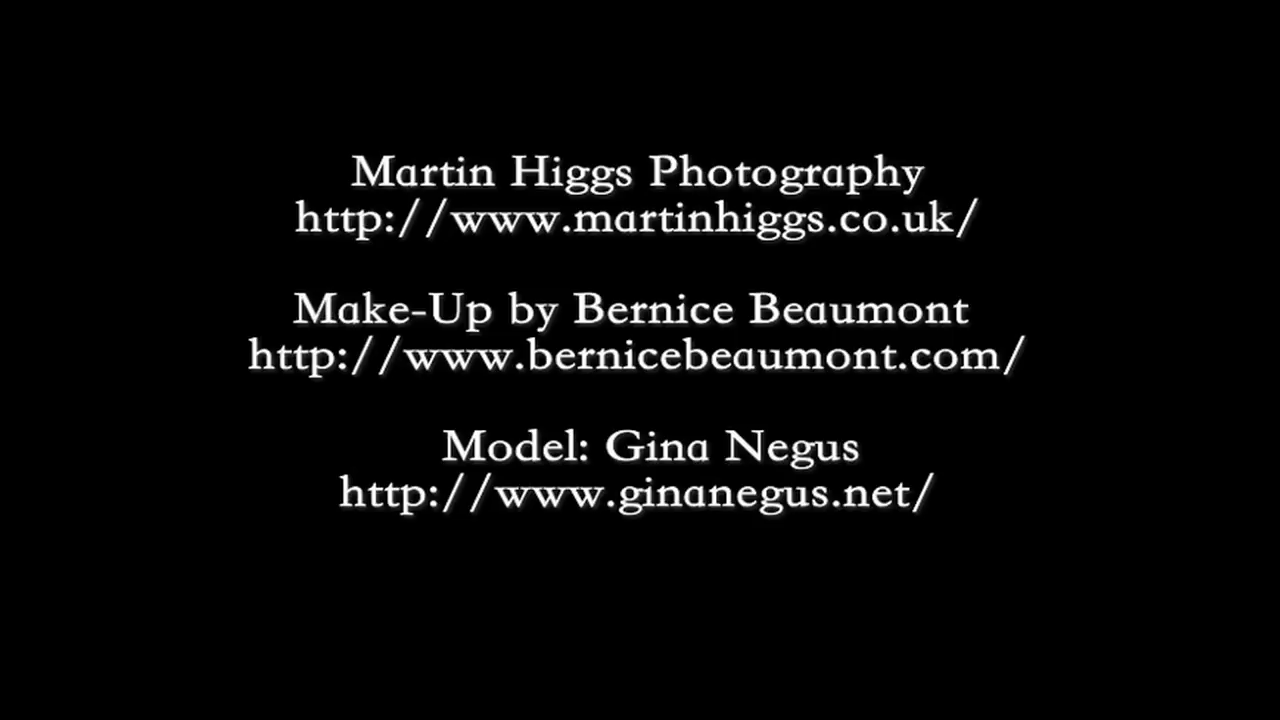 Martin Higgs Photography
http://www.martinhiggs.co.uk/
Make-Up by Bernice Beaumont
http://www.bernicebeaumont.com/
Model: Gina Negus
http://www.ginanegus.net/